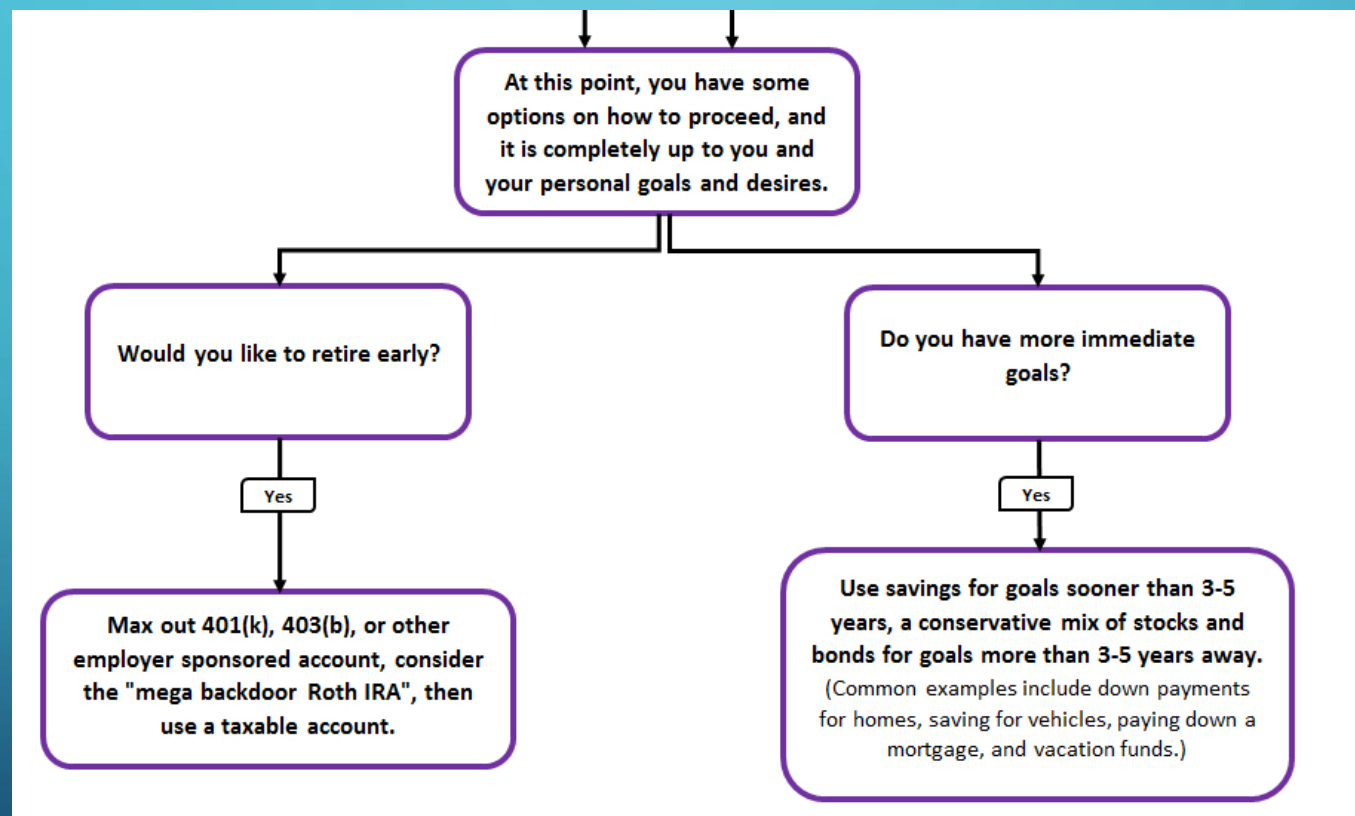 At this point, you have some
options on how to proceed, and
it is completely up to you and
your personal goals and desires.
Would you like to retire early?
Do you have more immediate
goals?
Yes
Yes
Max out 401(k), 403(b), or other
employer sponsored account, consider
the "mega backdoor Roth IRA", then
use a taxable account.
Use savings for goals sooner than 3-5
years, a conservative mix of stocks and
bonds for goals more than 3-5 years away.
(Common examples include down payments
for homes, saving for vehicles, paying down a
mortgage, and vacation funds.)